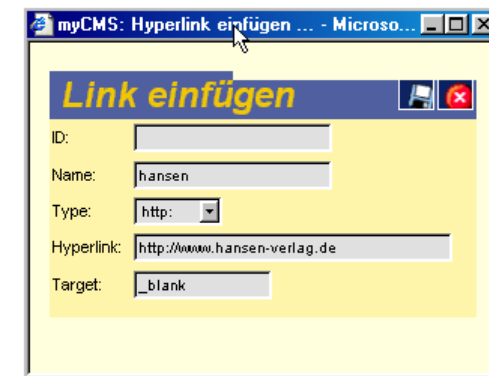 myCMS: Hyperlink einfügen ... - Microso...
Link einfügen
ID:
Name: hansen
Type: http:
Hyperlink: http://www.hansen-verlag.de
Target: _blank